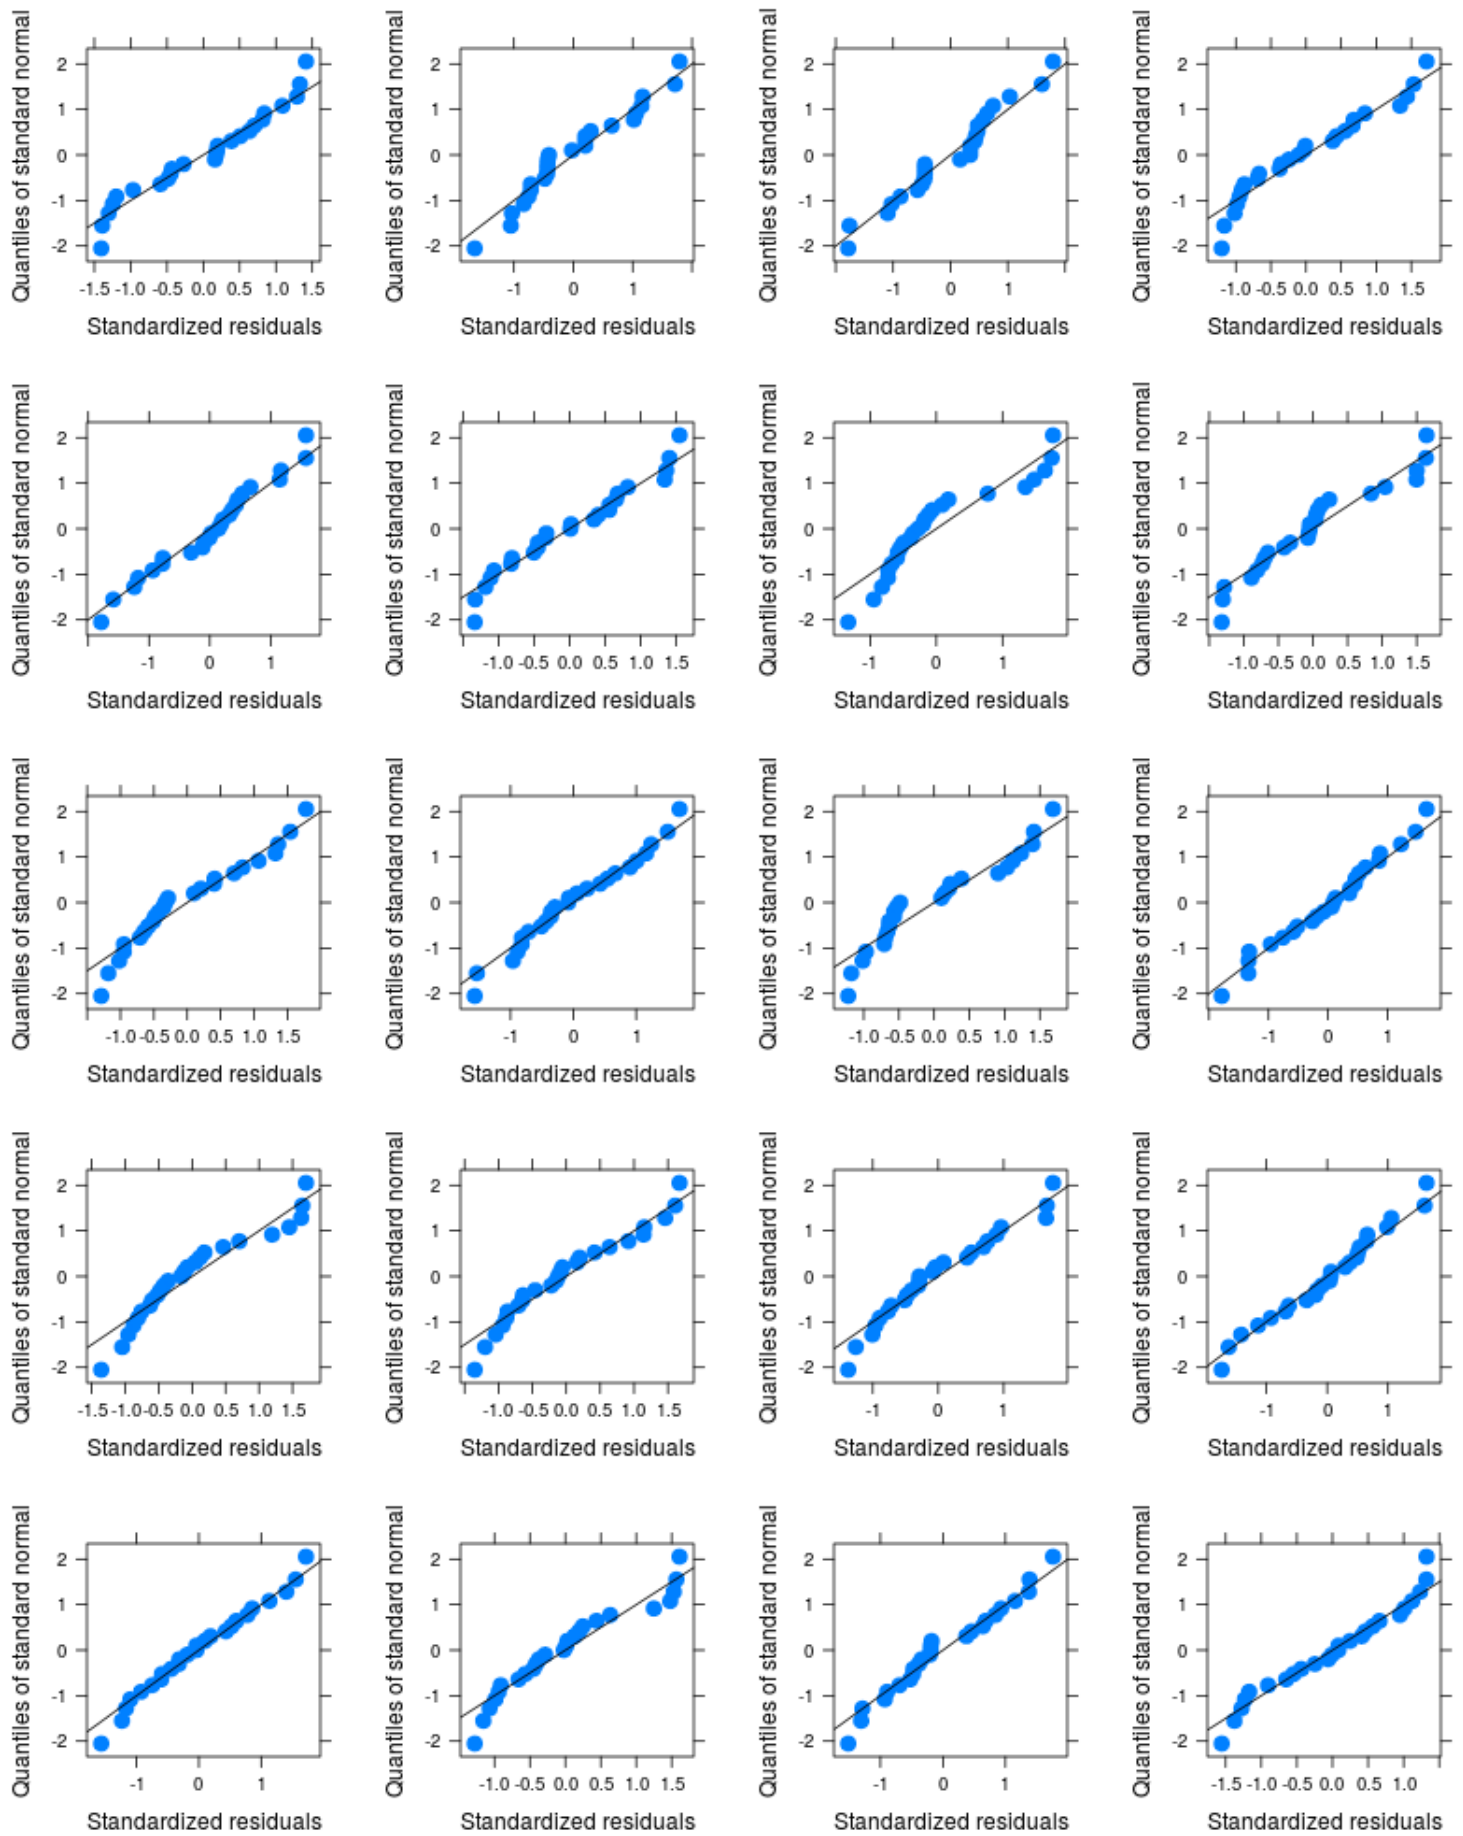 Quantiles of standard normal
2
1
0
-1
-2
-1.5 -1.0 -0.5 0.0 0.5 1.0 1.5
Standardized residuals
Quantiles of standard normal
2
1
0
-1
-2
-1 0 1
Standardized residuals
Quantiles of standard normal
2
1
0
-1
-2
-1 0 1
Standardized residuals
Quantiles of standard normal
2
1
0
-1
-2
-1.0 -0.5 0.0 0.5 1.0 1.5
Standardized residuals
Quantiles of standard normal
2
1
0
-1
-2
-1 0 1
Standardized residuals
Quantiles of standard normal
2
1
0
-1
-2
-1.0 -0.5 0.0 0.5 1.0 1.5
Standardized residuals
Quantiles of standard normal
2
1
0
-1
-2
-1 0 1
Standardized residuals
Quantiles of standard normal
2
1
0
-1
-2
-1.0 -0.5 0.0 0.5 1.0 1.5
Standardized residuals
Quantiles of standard normal
2
1
0
-1
-2
-1.0 -0.5 0.0 0.5 1.0 1.5
Standardized residuals
Quantiles of standard normal
2
1
0
-1
-2
-1 0 1
Standardized residuals
Quantiles of standard normal
2
1
0
-1
-2
-1.0 -0.5 0.0 0.5 1.0 1.5
Standardized residuals
Quantiles of standard normal
2
1
0
-1
-2
-1 0 1
Standardized residuals
Quantiles of standard normal
2
1
0
-1
-2
-1.5 -1.0 -0.5 0.0 0.5 1.0 1.5
Standardized residuals
Quantiles of standard normal
2
1
0
-1
-2
-1.0 -0.5 0.0 0.5 1.0 1.5
Standardized residuals
Quantiles of standard normal
2
1
0
-1
-2
-1 0 1
Standardized residuals
Quantiles of standard normal
2
1
0
-1
-2
-1 0 1
Standardized residuals
Quantiles of standard normal
2
1
0
-1
-2
-1 0 1
Standardized residuals
Quantiles of standard normal
2
1
0
-1
-2
-1.0 -0.5 0.0 0.5 1.0 1.5
Standardized residuals
Quantiles of standard normal
2
1
0
-1
-2
-1 0 1
Standardized residuals
Quantiles of standard normal
2
1
0
-1
-2
-1.5 -1.0 -0.5 0.0 0.5 1.0
Standardized residuals